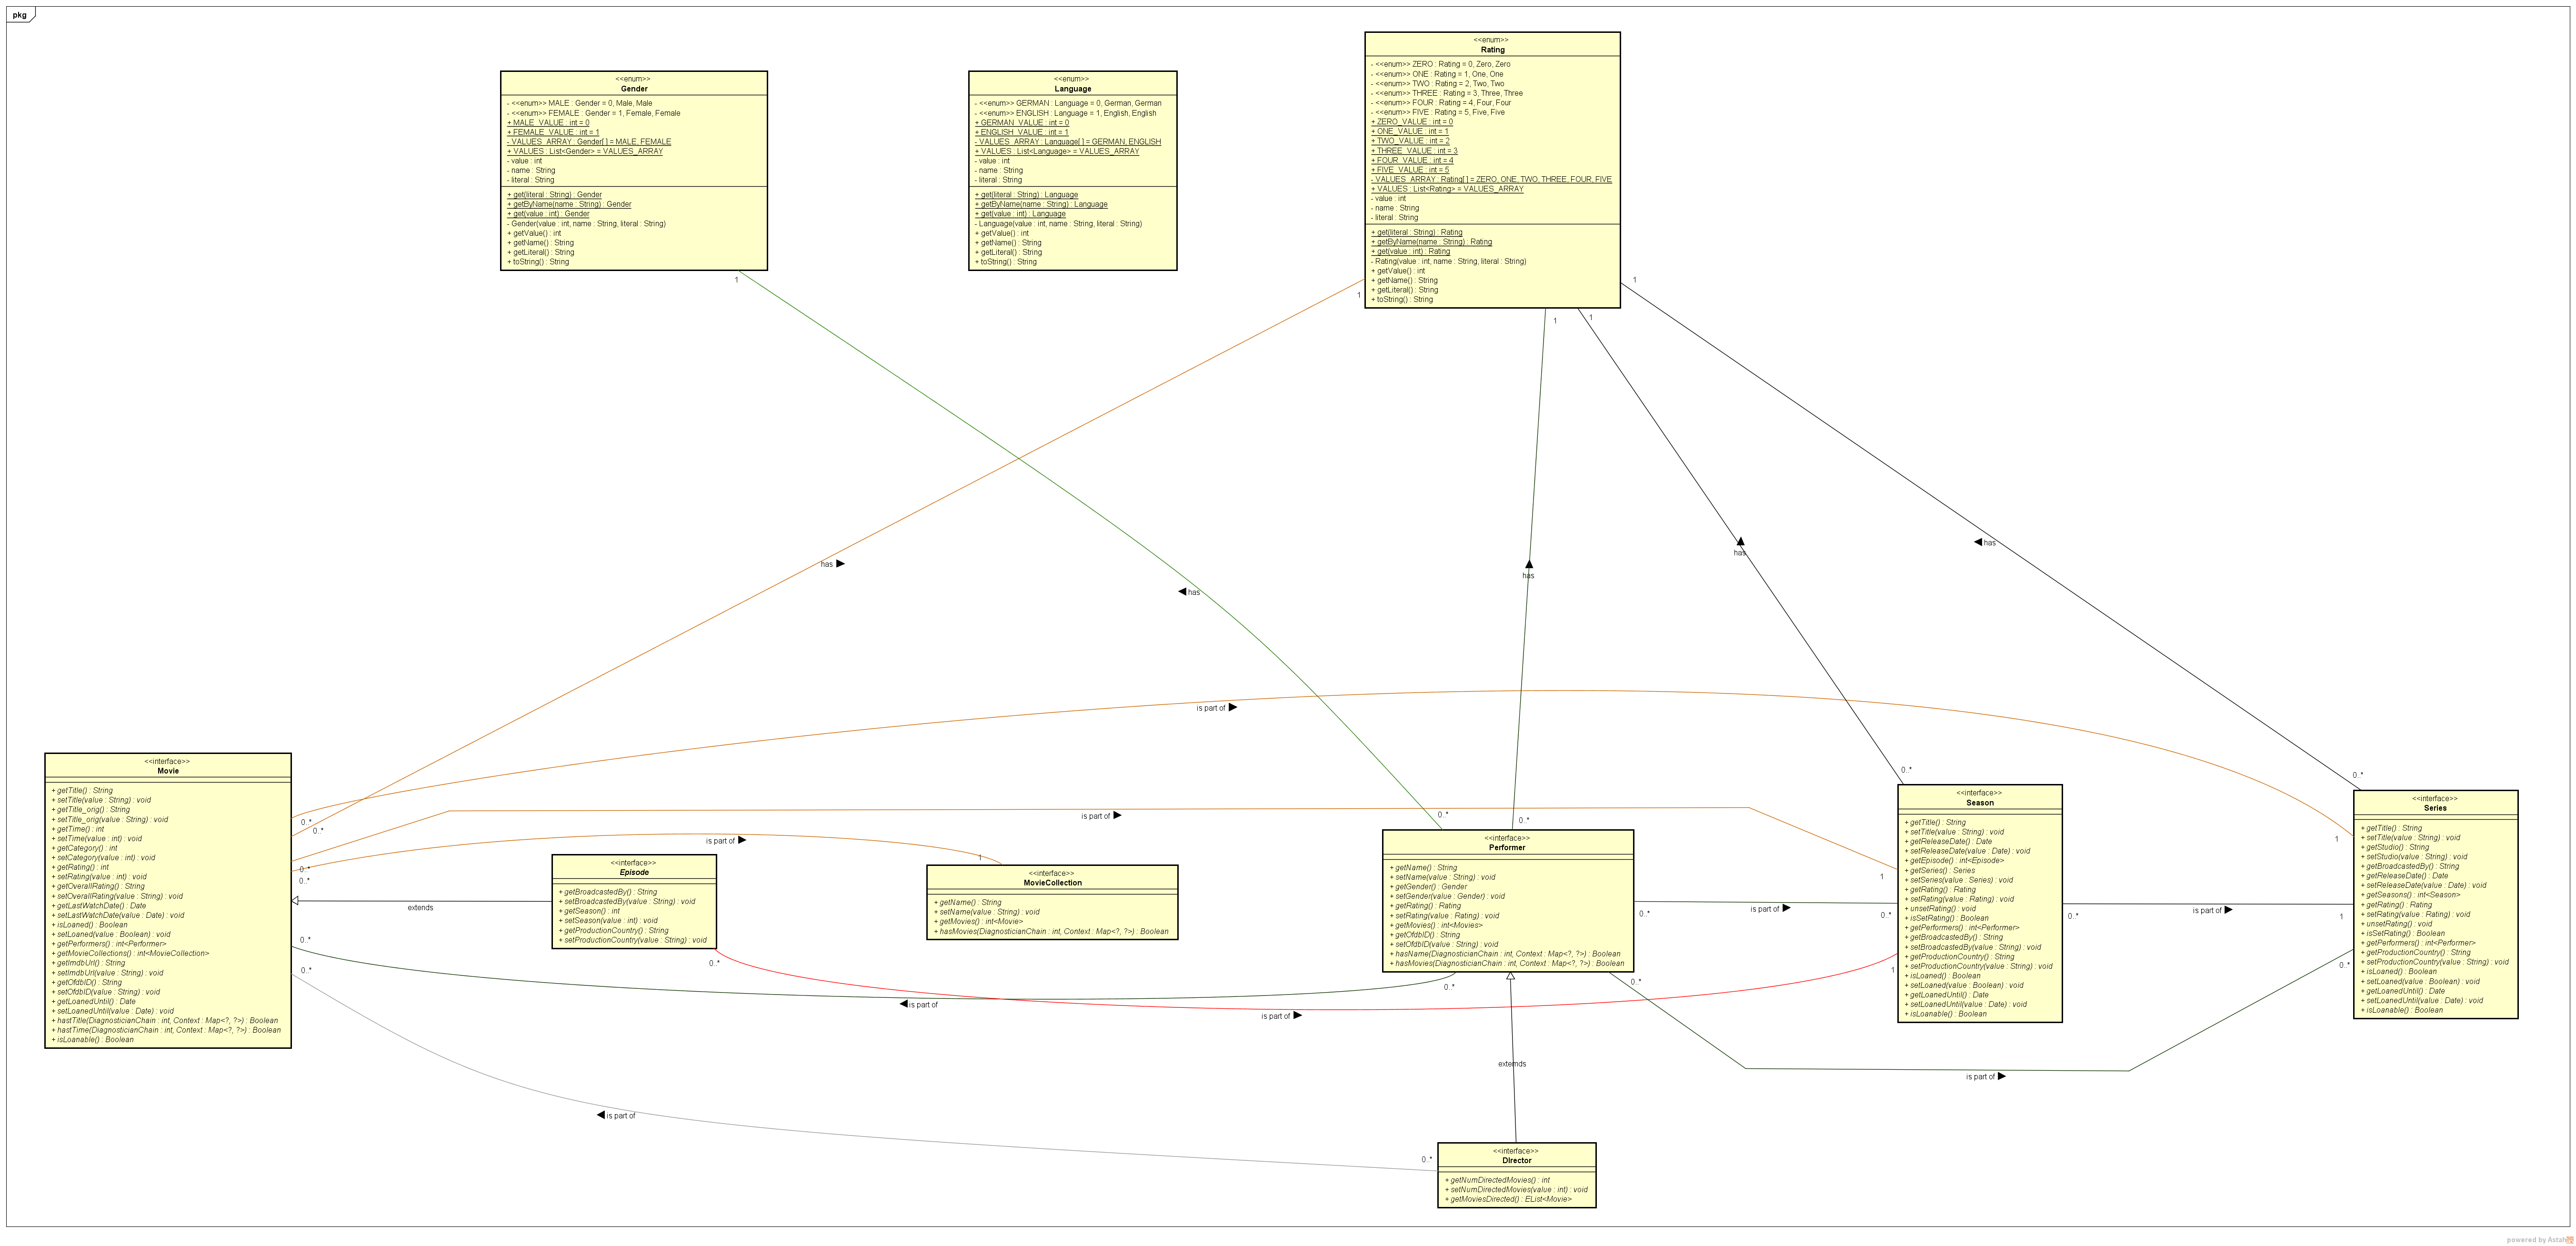 pkg
<<enum>>
Gender
- <<enum>> MALE : Gender = 0, Male, Male
- <<enum>> FEMALE : Gender = 1, Female, Female
+ MALE_VALUE : int = 0
+ FEMALE_VALUE : int = 1
- VALUES_ARRAY : Gender[ ] = MALE, FEMALE
+ VALUES : List<Gender> = VALUES_ARRAY
- value : int
- name : String
- literal : String
+ get(literal : String) : Gender
+ getByName(name : String) : Gender
+ get(value : int) : Gender
- Gender(value : int, name : String, literal : String)
+ getValue() : int
+ getName() : String
+ getLiteral() : String
+ toString() : String
<<enum>>
Language
- <<enum>> GERMAN : Language = 0, German, German
- <<enum>> ENGLISH : Language = 1, English, English
+ GERMAN_VALUE : int = 0
+ ENGLISH_VALUE : int = 1
- VALUES_ARRAY : Language[ ] = GERMAN, ENGLISH
+ VALUES : List<Language> = VALUES_ARRAY
- value : int
- name : String
- literal : String
+ get(literal : String) : Language
+ getByName(name : String) : Language
+ get(value : int) : Language
- Language(value : int, name : String, literal : String)
+ getValue() : int
+ getName() : String
+ getLiteral() : String
+ toString() : String
<<enum>>
Rating
- <<enum>> ZERO : Rating = 0, Zero, Zero
- <<enum>> ONE : Rating = 1, One, One
- <<enum>> TWO : Rating = 2, Two, Two
- <<enum>> THREE : Rating = 3, Three, Three
- <<enum>> FOUR : Rating = 4, Four, Four
- <<enum>> FIVE : Rating = 5, Five, Five
+ ZERO_VALUE : int = 0
+ ONE_VALUE : int = 1
+ TWO_VALUE : int = 2
+ THREE_VALUE : int = 3
+ FOUR_VALUE : int = 4
+ FIVE_VALUE : int = 5
- VALUES_ARRAY : Rating[ ] = ZERO, ONE, TWO, THREE, FOUR, FIVE
+ VALUES : List<Rating> = VALUES_ARRAY
- value : int
- name : String
- literal : String
+ get(literal : String) : Rating
+ getByName(name : String) : Rating
+ get(value : int) : Rating
- Rating(value : int, name : String, literal : String)
+ getValue() : int
+ getName() : String
+ getLiteral() : String
+ toString() : String
1
1
1
1
1
has
has
has
has
has
is part of
<<interface>>
Movie
+ getTitle() : String
+ setTitle(value : String) : void
+ getTitle_orig() : String
+ setTitle_orig(value : String) : void
+ getTime() : int
+ setTime(value : int) : void
+ getCategory() : int
+ setCategory(value : int) : void
+ getRating() : int
+ setRating(value : int) : void
+ getOverallRating() : String
+ setOverallRating(value : String) : void
+ getLastWatchDate() : Date
+ setLastWatchDate(value : Date) : void
+ isLoaned() : Boolean
+ setLoaned(value : Boolean) : void
+ getPerformers() : int<Performer>
+ getMovieCollections() : int<MovieCollection>
+ getImdbUrl() : String
+ setImdbUrl(value : String) : void
+ getOfdbID() : String
+ setOfdbID(value : String) : void
+ getLoanedUntil() : Date
+ setLoanedUntil(value : Date) : void
+ hastTitle(DiagnosticianChain : int, Context : Map<?, ?>) : Boolean
+ hastTime(DiagnosticianChain : int, Context : Map<?, ?>) : Boolean
+ isLoanable() : Boolean
0..*
0..*
0..*
0..*
0..*
0..*
is part of
is part of
extends
<<interface>>
Episode
+ getBroadcastedBy() : String
+ setBroadcastedBy(value : String) : void
+ getSeason() : int
+ setSeason(value : int) : void
+ getProductionCountry() : String
+ setProductionCountry(value : String) : void
0..*
1
<<interface>>
MovieCollection
+ getName() : String
+ setName(value : String) : void
+ getMovies() : int<Movie>
+ hasMovies(DiagnosticianChain : int, Context : Map<?, ?>) : Boolean
0..*
0..*
<<interface>>
Performer
+ getName() : String
+ setName(value : String) : void
+ getGender() : Gender
+ setGender(value : Gender) : void
+ getRating() : Rating
+ setRating(value : Rating) : void
+ getMovies() : int<Movies>
+ getOfdbID() : String
+ setOfdbID(value : String) : void
+ hasName(DiagnosticianChain : int, Context : Map<?, ?>) : Boolean
+ hasMovies(DiagnosticianChain : int, Context : Map<?, ?>) : Boolean
0..*
is part of
0..*
0..*
0..*
1
1
0..*
<<interface>>
Season
+ getTitle() : String
+ setTitle(value : String) : void
+ getReleaseDate() : Date
+ setReleaseDate(value : Date) : void
+ getEpisode() : int<Episode>
+ getSeries() : Series
+ setSeries(value : Series) : void
+ getRating() : Rating
+ setRating(value : Rating) : void
+ unsetRating() : void
+ isSetRating() : Boolean
+ getPerformers() : int<Performer>
+ getBroadcastedBy() : String
+ setBroadcastedBy(value : String) : void
+ getProductionCountry() : String
+ setProductionCountry(value : String) : void
+ isLoaned() : Boolean
+ setLoaned(value : Boolean) : void
+ getLoanedUntil() : Date
+ setLoanedUntil(value : Date) : void
+ isLoanable() : Boolean
0..*
is part of
1
1
0..*
0..*
<<interface>>
Series
+ getTitle() : String
+ setTitle(value : String) : void
+ getStudio() : String
+ setStudio(value : String) : void
+ getBroadcastedBy() : String
+ getReleaseDate() : Date
+ setReleaseDate(value : Date) : void
+ getSeasons() : int<Season>
+ getRating() : Rating
+ setRating(value : Rating) : void
+ unsetRating() : void
+ isSetRating() : Boolean
+ getPerformers() : int<Performer>
+ getProductionCountry() : String
+ setProductionCountry(value : String) : void
+ isLoaned() : Boolean
+ setLoaned(value : Boolean) : void
+ getLoanedUntil() : Date
+ setLoanedUntil(value : Date) : void
+ isLoanable() : Boolean
is part of
is part of
extemds
is part of
is part of
0..*
<<interface>>
DIrector
+ getNumDirectedMovies() : int
+ setNumDirectedMovies(value : int) : void
+ getMoviesDirected() : EList<Movie>
powered by Astah